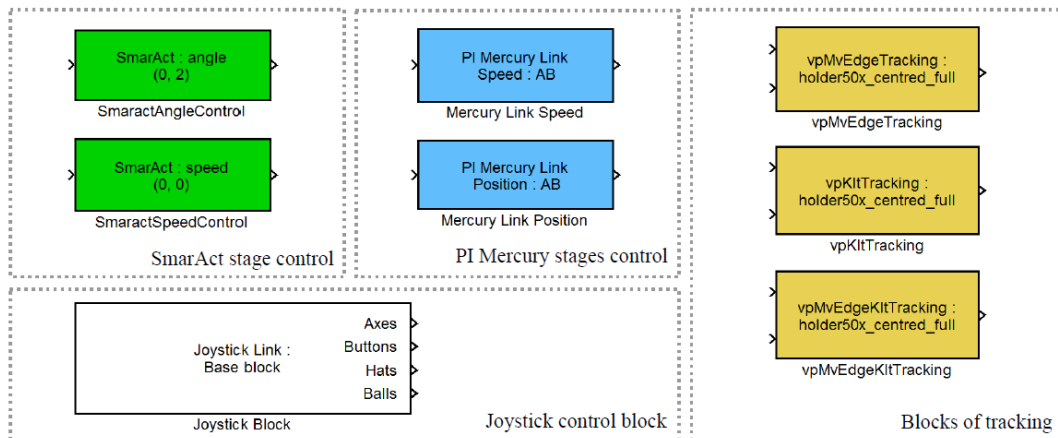 SmarAct : angle
(0, 2)
SmaractAngleControl
SmarAct : speed
(0, 0)
SmaractSpeedControl
SmarAct stage control
PI Mercury Link
Speed : AB
Mercury Link Speed
PI Mercury Link
Position : AB
Mercury Link Position
PI Mercury stages control
vpMvEdgeTracking :
holder50x_centred_full
vpMvEdgeTracking
vpKltTracking :
holder50x_centred_full
vpKltTracking
vpMvEdgeKltTracking :
holder50x_centred_full
vpMvEdgeKltTracking
Blocks of tracking
Joystick Link :
Base block
Axes
Buttons
Hats
Balls
Joystick Block
Joystick control block